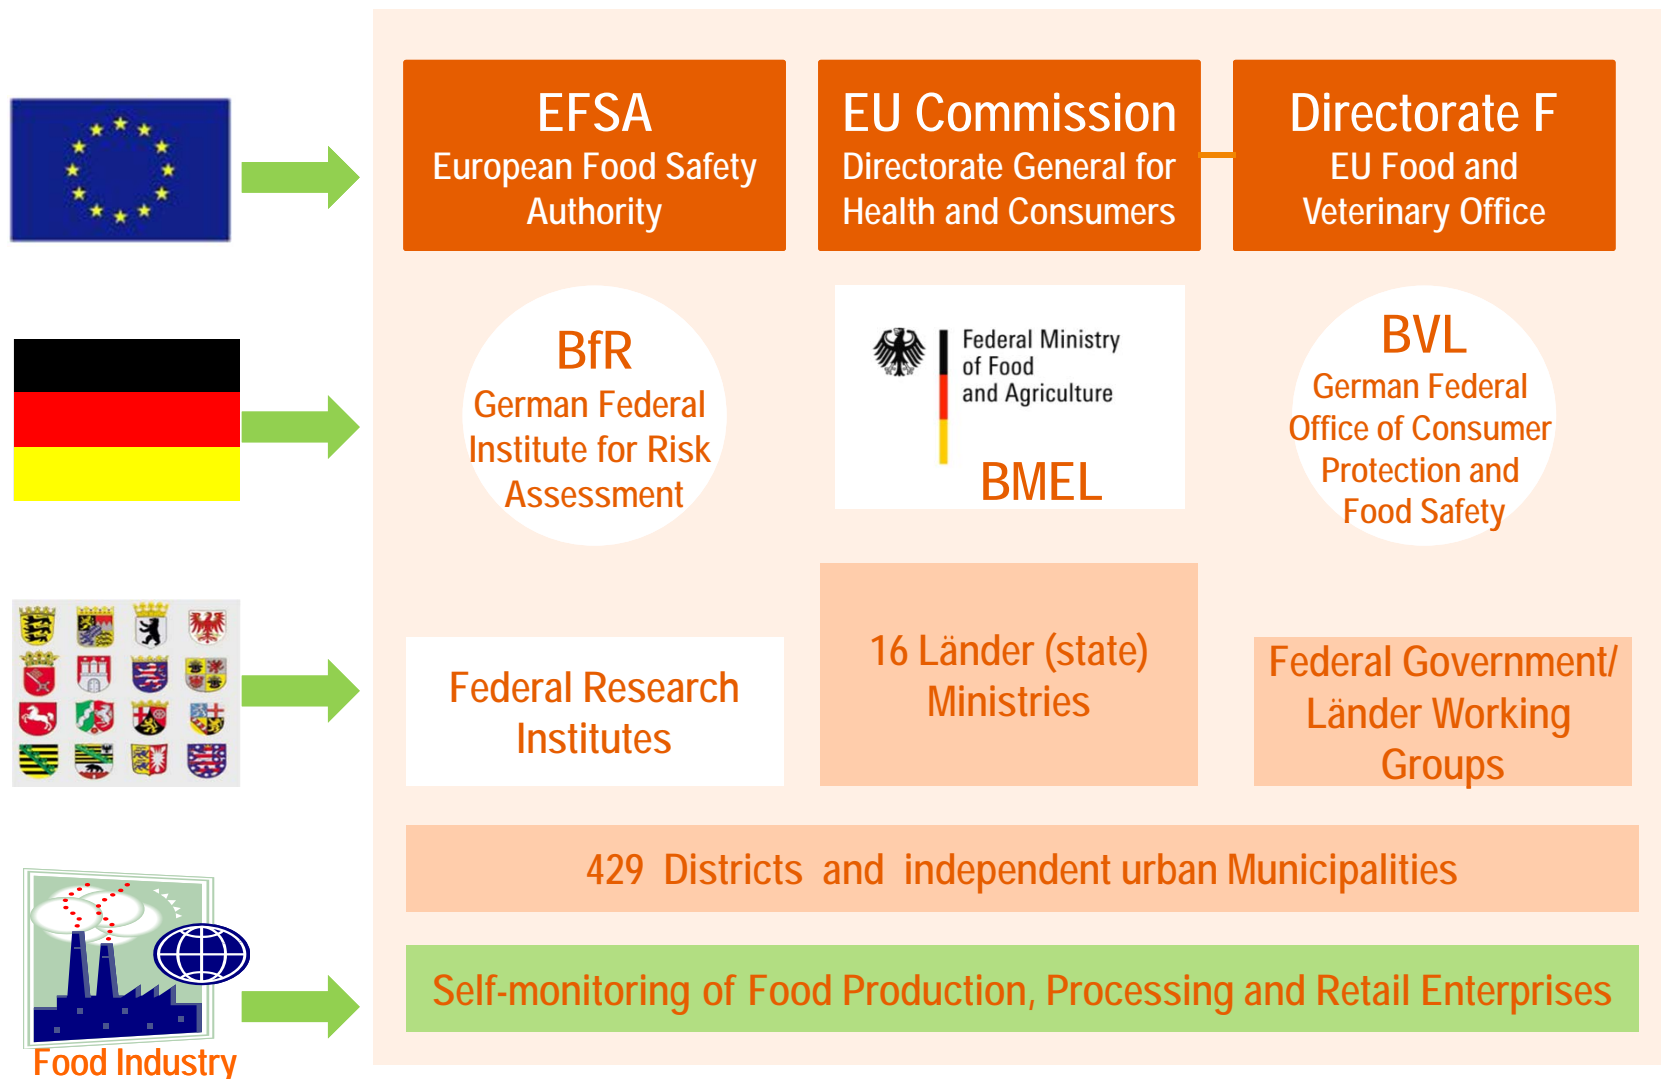 EFSA
European Food Safety
Authority
EU Commission
Directorate General for
Health and Consumers
Directorate F
EU Food and
Veterinary Office
BfR
German Federal
Institute for Risk
Assessment
Federal Ministry
of Food
and Agriculture
BMEL
BVL
German Federal
Office of Consumer
Protection and
Food Safety
Federal Research
Institutes
16 Länder (state)
Ministries
Federal Government/
Länder Working
Groups
429 Districts and independent urban Municipalities
Self-monitoring of Food Production, Processing and Retail Enterprises
Food Industry